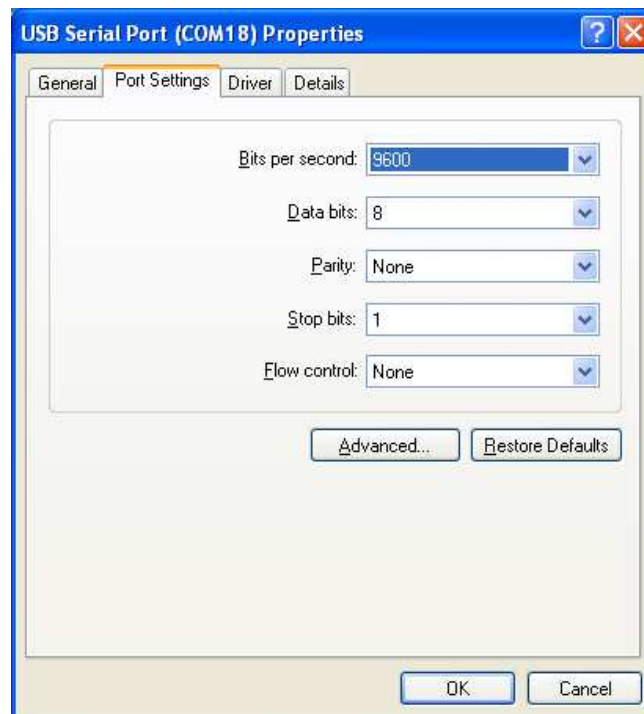 USB Serial Port (COM18) Properties
General Port Settings Driver Details
Bits per second: 9600
Data bits: 8
Parity: None
Stop bits: 1
Flow control: None
Advanced... Restore Defaults
OK Cancel